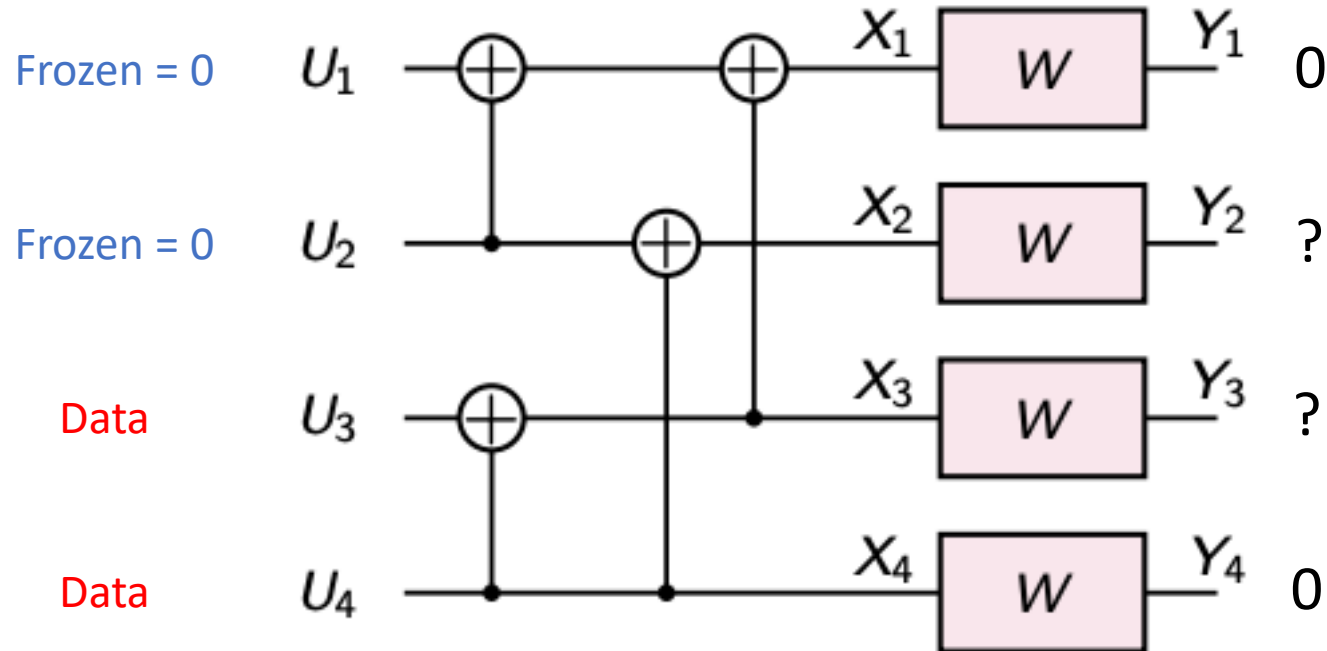 Frozen = 0 U₁ X₁ W Y₁ 0
Frozen = 0 U₂ X₂ W Y₂ ?
Data U₃ X₃ W Y₃ ?
Data U₄ X₄ W Y₄ 0